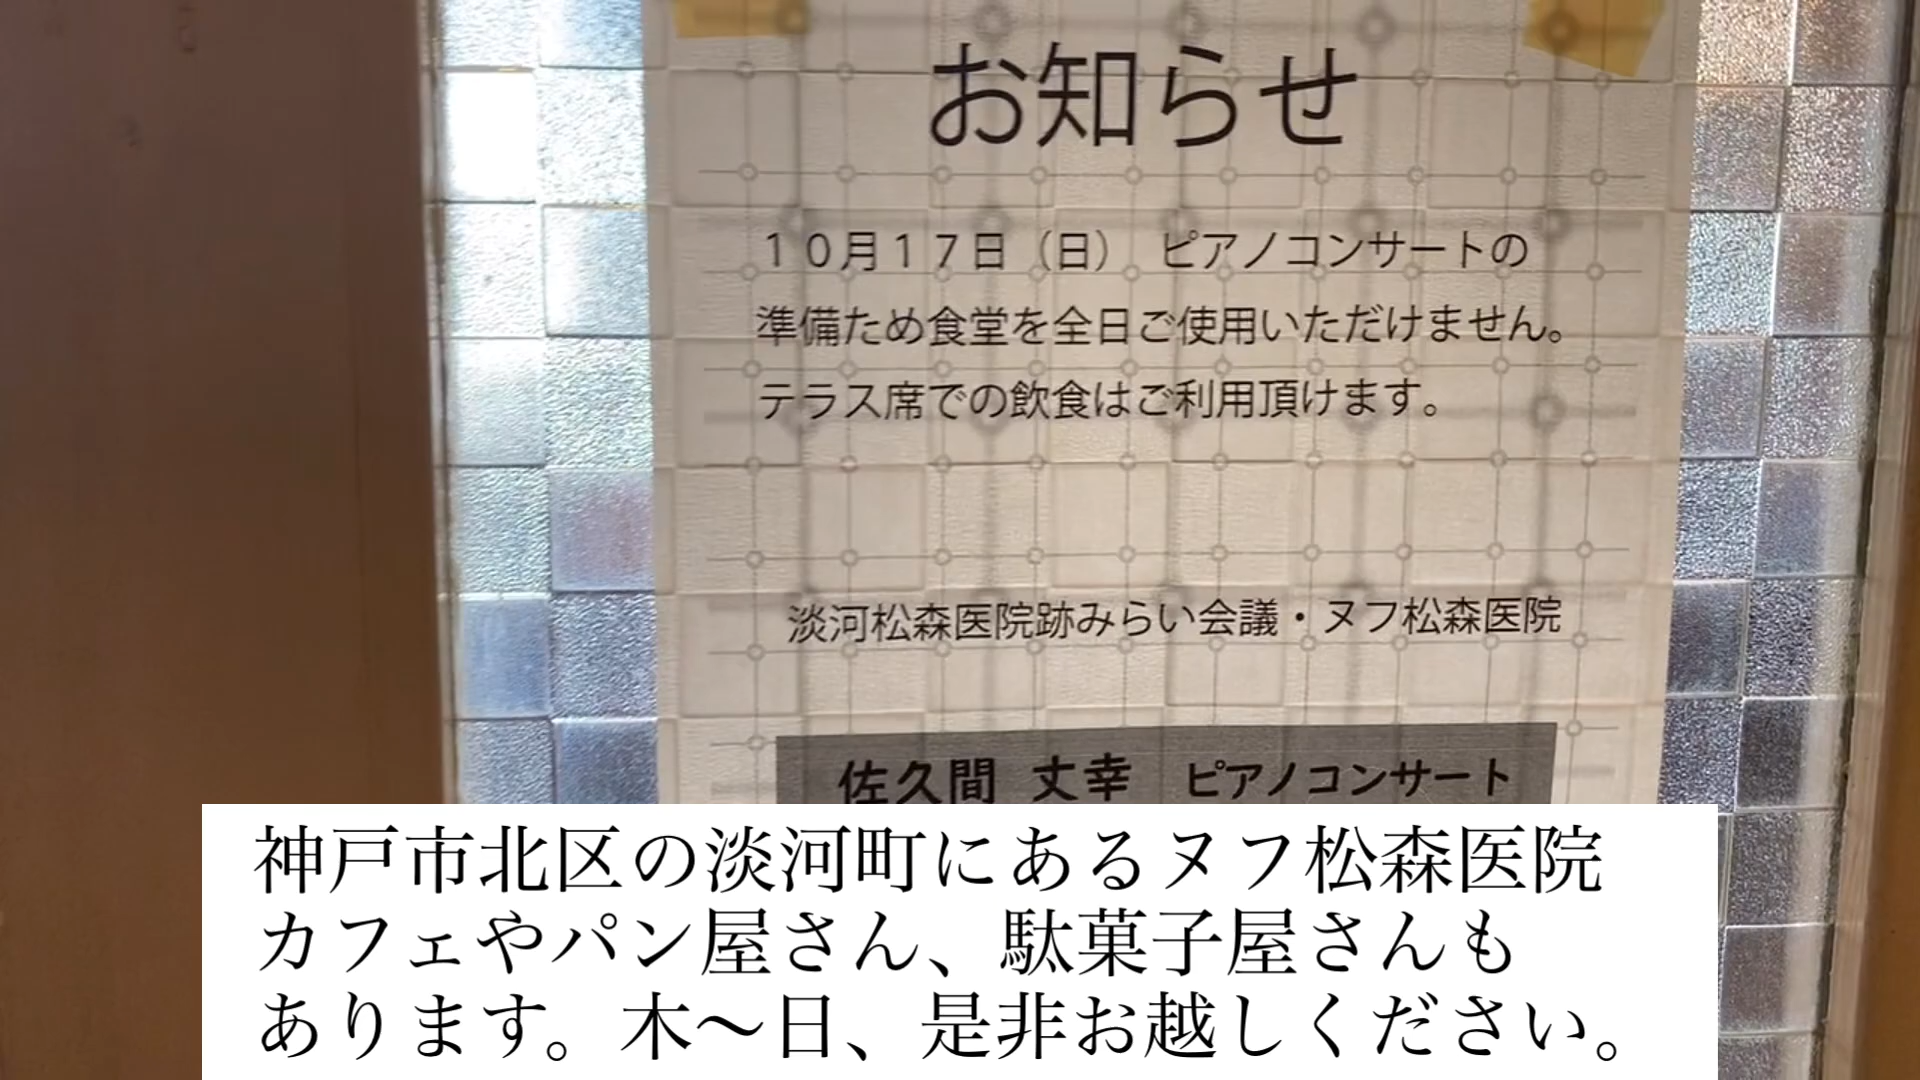 お知らせ
１０月１７日（日）　ピアノコンサートの
準備ため食堂を全日ご使用いただけません。
テラス席での飲食はご利用頂けます。
淡河松森医院跡みらい会議・ヌフ松森医院
佐久間 丈幸　ピアノコンサート
神戸市北区の淡河町にあるヌフ松森医院
カフェやパン屋さん、駄菓子屋さんも
あります。木〜日、是非お越しください。